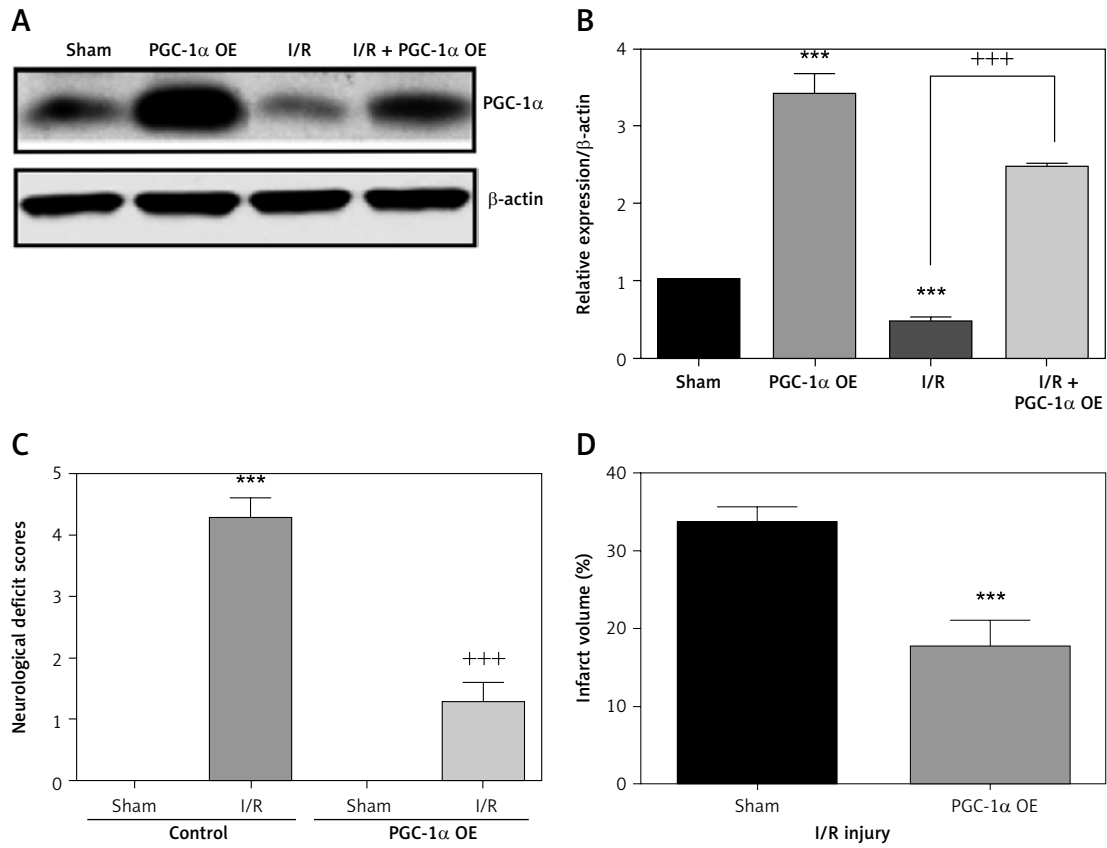 A
Sham PGC-1α OE I/R I/R + PGC-1α OE
PGC-1α
β-actin
B
Relative expression/β-actin
4
3
2
1
0
***
***
+++
Sham PGC-1α OE I/R I/R +
PGC-1α OE
C
Neurological deficit scores
5
4
3
2
1
0
***
+++
Sham I/R Sham I/R
Control PGC-1α OE
D
Infarct volume (%)
40
30
20
10
0
***
Sham PGC-1α OE
I/R injury